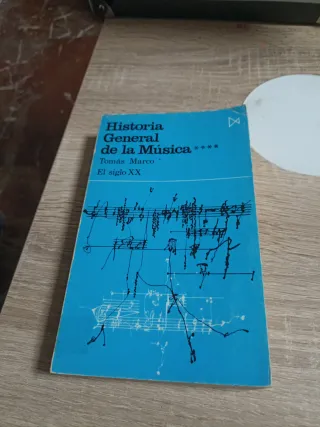 Historia
General
de la Música ****
Tomás Marco
El siglo XX